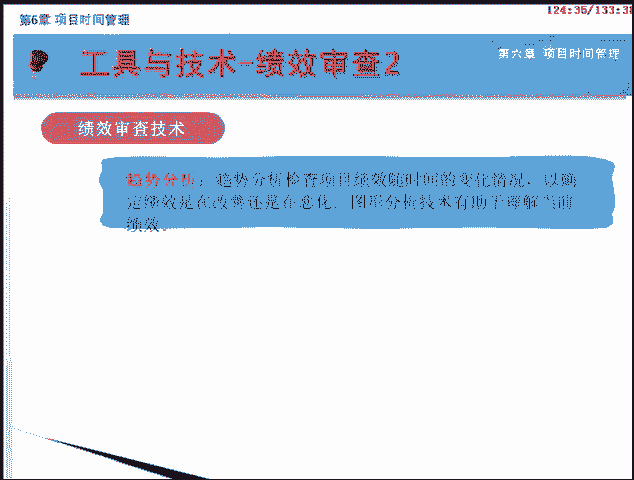 第6章 项目时间管理
124:35/133:3
工具与技术-绩效审查2
第六章 项目时间管理
绩效审查技术
趋势分析：趋势分析检查项目绩效随时间的变化情况，以确
定绩效是在改善还是在恶化。图形分析技术有助于理解当前
绩效。